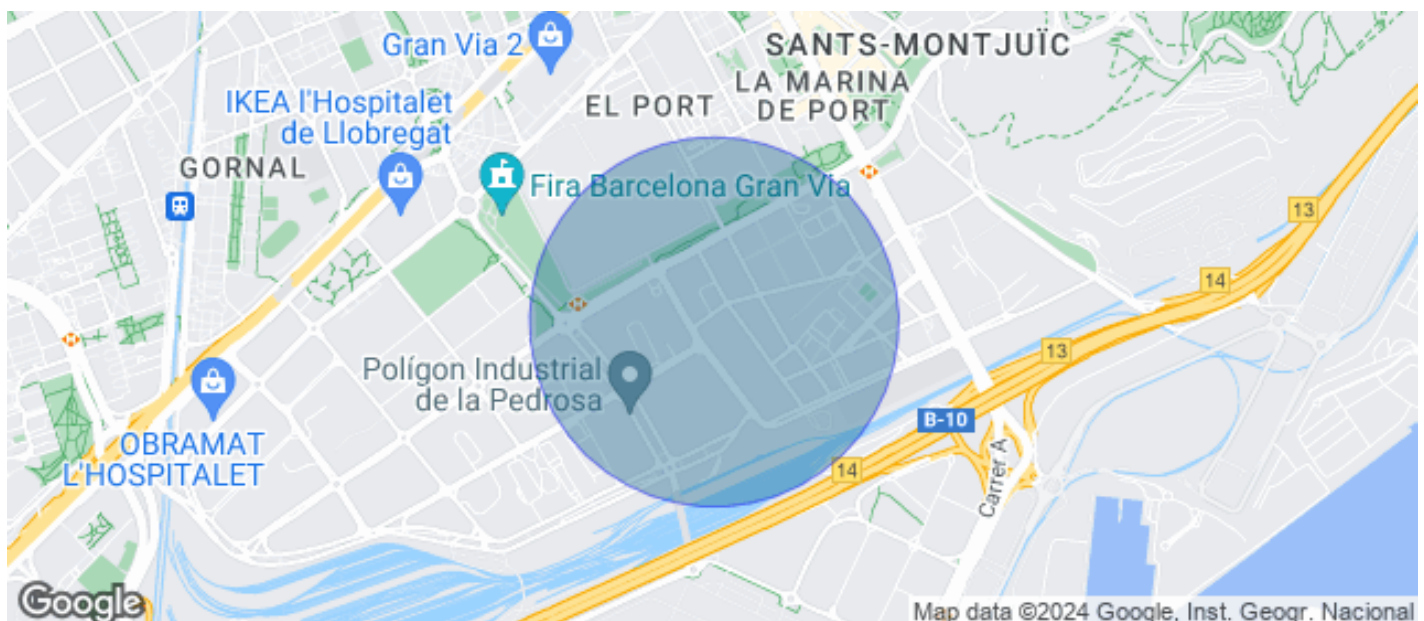 Gran Via 2
SANTS-MONTJUÏC
LA MARINA
DE PORT
EL PORT
IKEA l'Hospitalet
de Llobregat
GORNAL
Fira Barcelona Gran Via
13
14
13
Polígon Industrial
de la Pedrosa
B-10
OBRAMAT
L'HOSPITALET
14
Carrer A
Google
Map data ©2024 Google, Inst. Geogr. Nacional